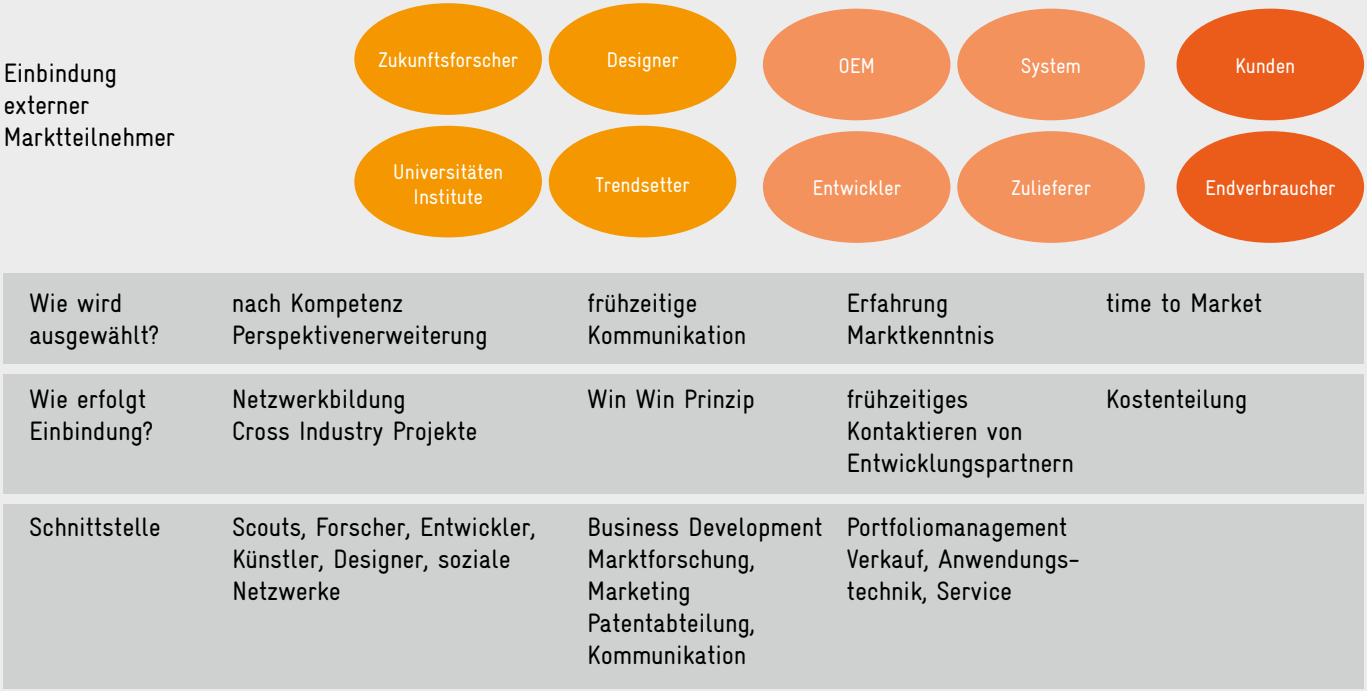 Einbindung
externer
Marktteilnehmer
Zukunftsforscher
Designer
OEM
System
Kunden
Universitäten
Institute
Trendsetter
Entwickler
Zulieferer
Endverbraucher
Wie wird
ausgewählt?
nach Kompetenz
Perspektivenerweiterung
frühzeitige
Kommunikation
Erfahrung
Marktkenntnis
time to Market
Wie erfolgt
Einbindung?
Netzwerkbildung
Cross Industry Projekte
Win Win Prinzip
frühzeitiges
Kontaktieren von
Entwicklungspartnern
Kostenteilung
Schnittstelle
Scouts, Forscher, Entwickler,
Künstler, Designer, soziale
Netzwerke
Business Development
Marktforschung,
Marketing
Patentabteilung,
Kommunikation
Portfoliomanagement
Verkauf, Anwendungs-
technik, Service